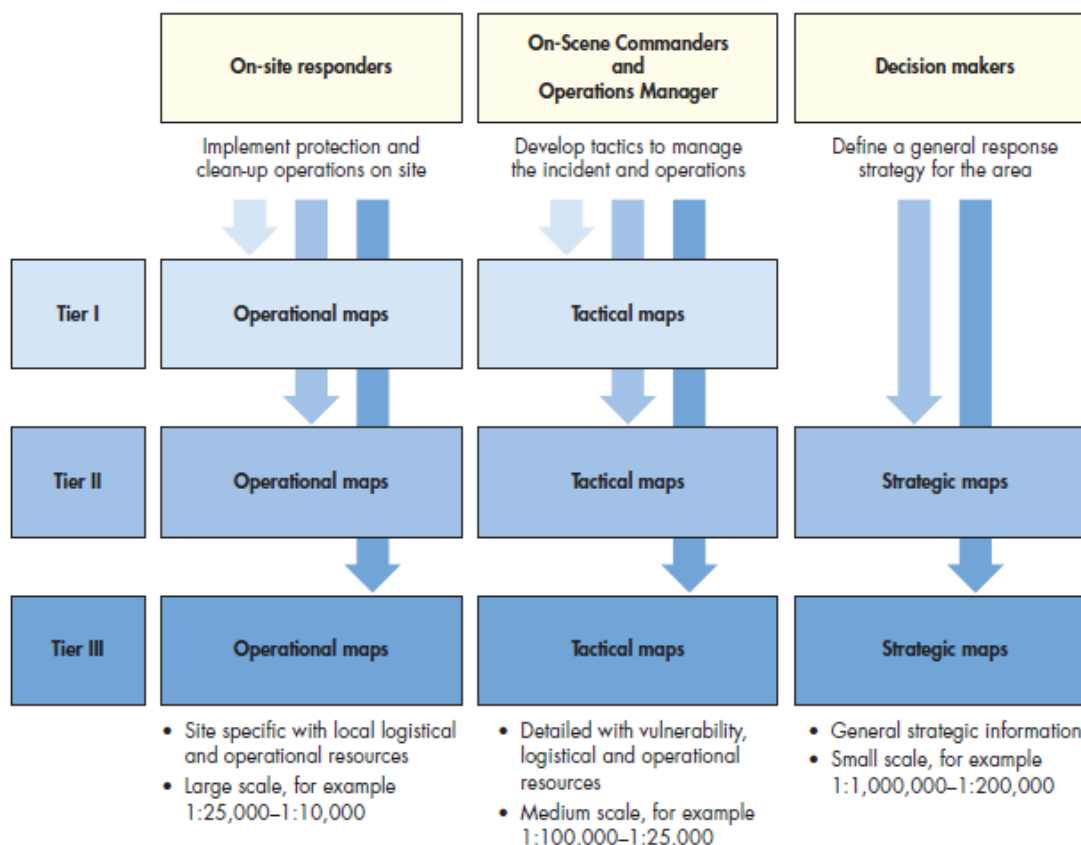 On-site responders
On-Scene Commanders
and
Operations Manager
Decision makers
Implement protection and
clean-up operations on site
Develop tactics to manage
the incident and operations
Define a general response
strategy for the area
Tier I
Operational maps
Tactical maps
Tier II
Operational maps
Tactical maps
Strategic maps
Tier III
Operational maps
Tactical maps
Strategic maps
• Site specific with local logistical
and operational resources
• Large scale, for example
1:25,000–1:10,000
• Detailed with vulnerability,
logistical and operational
resources
• Medium scale, for example
1:100,000–1:25,000
• General strategic information
• Small scale, for example
1:1,000,000–1:200,000